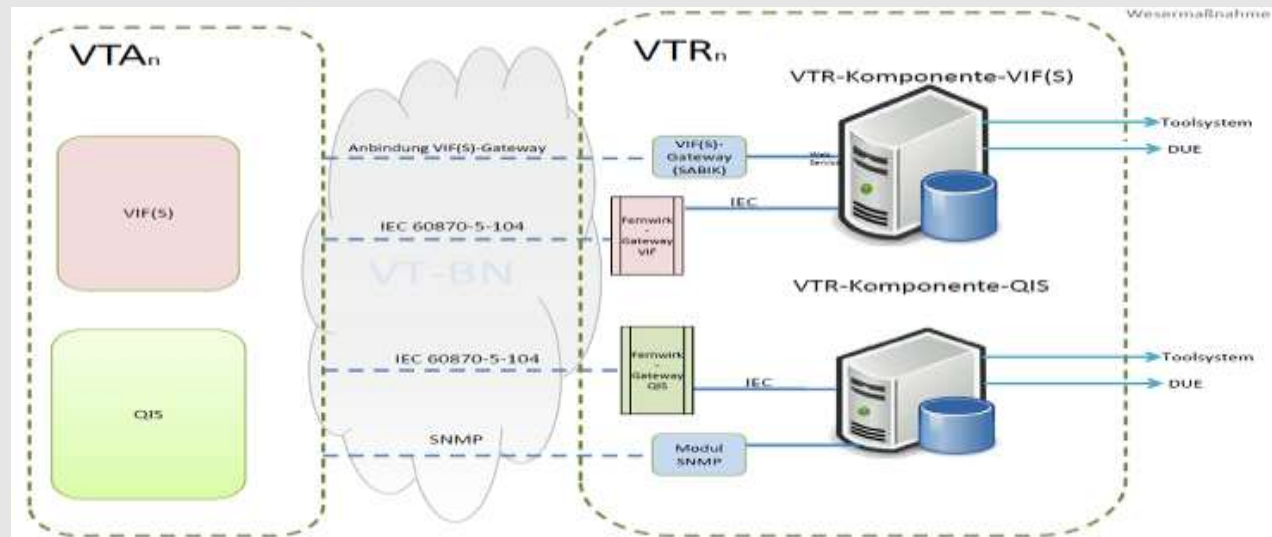 Wesermaßnahme
VTAn
VTRn
VTR-Komponente-VIF(S)
Toolsystem
DUE
Anbindung VIF(S)-Gateway
VIF(S)-
Gateway
(SABIK)
Web
Service
VIF(S)
IEC 60870-5-104
Fernwirk
-
Gateway
VIF
IEC
VT-BN
VTR-Komponente-QIS
IEC 60870-5-104
Fernwirk
-
Gateway
QIS
IEC
Toolsystem
DUE
QIS
SNMP
Modul
SNMP